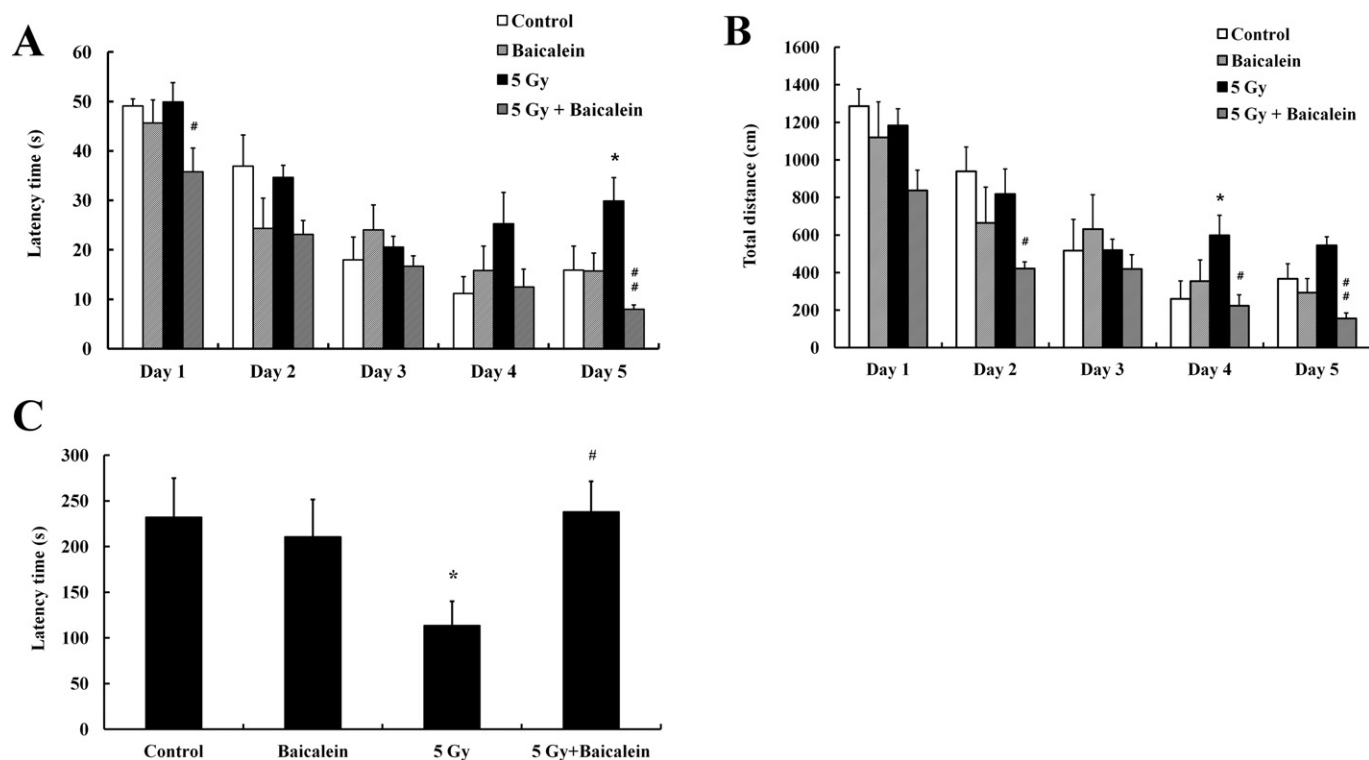 A
Control
Baicalein
5 Gy
5 Gy + Baicalein
Latency time (s)
60
50
40
30
20
10
0
#
*
#
#
Day 1
Day 2
Day 3
Day 4
Day 5
B
Control
Baicalein
5 Gy
5 Gy + Baicalein
Total distance (cm)
1600
1400
1200
1000
800
600
400
200
0
#
*
#
#
#
Day 1
Day 2
Day 3
Day 4
Day 5
C
Latency time (s)
300
250
200
150
100
50
0
*
#
Control
Baicalein
5 Gy
5 Gy+Baicalein